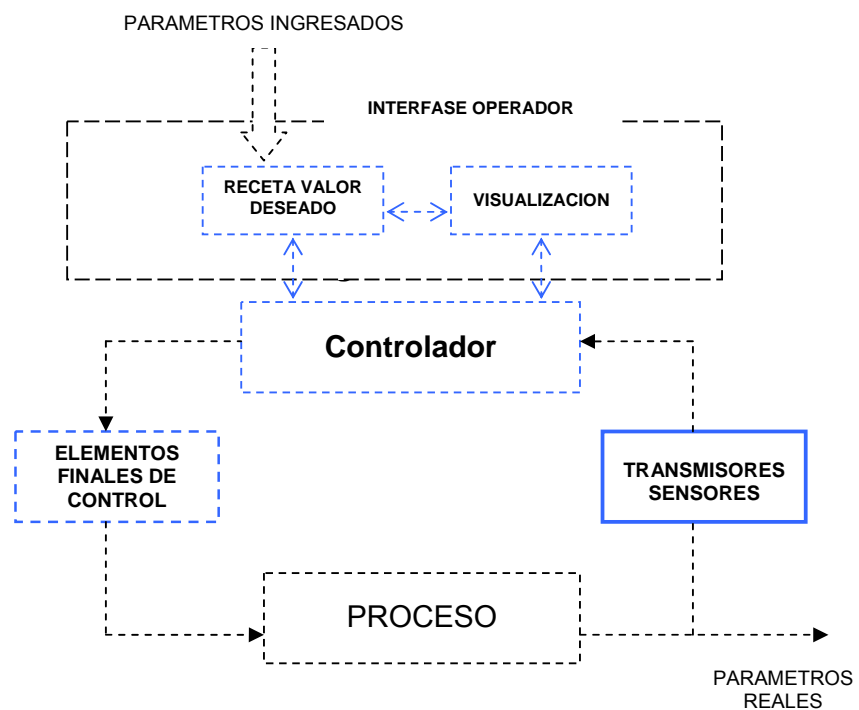 PARAMETROS INGRESADOS
INTERFASE OPERADOR
RECETA VALOR
DESEADO
VISUALIZACION
Controlador
ELEMENTOS
FINALES DE
CONTROL
TRANSMISORES
SENSORES
PROCESO
PARAMETROS
REALES